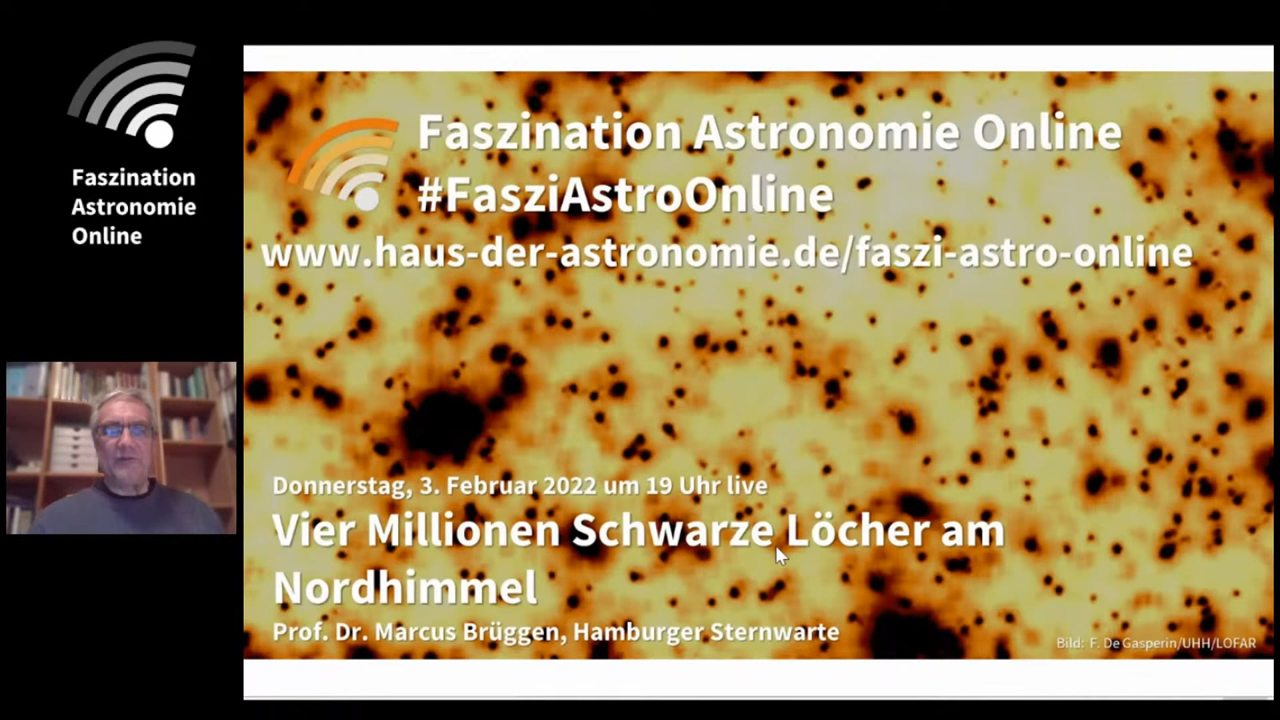 Faszination
Astronomie
Online
Faszination Astronomie Online
#FasziAstroOnline
www.haus-der-astronomie.de/faszi-astro-online
Donnerstag, 3. Februar 2022 um 19 Uhr live
Vier Millionen Schwarze Löcher am
Nordhimmel
Prof. Dr. Marcus Brüggen, Hamburger Sternwarte
Bild: F. De Gasperin/UHH/LOFAR